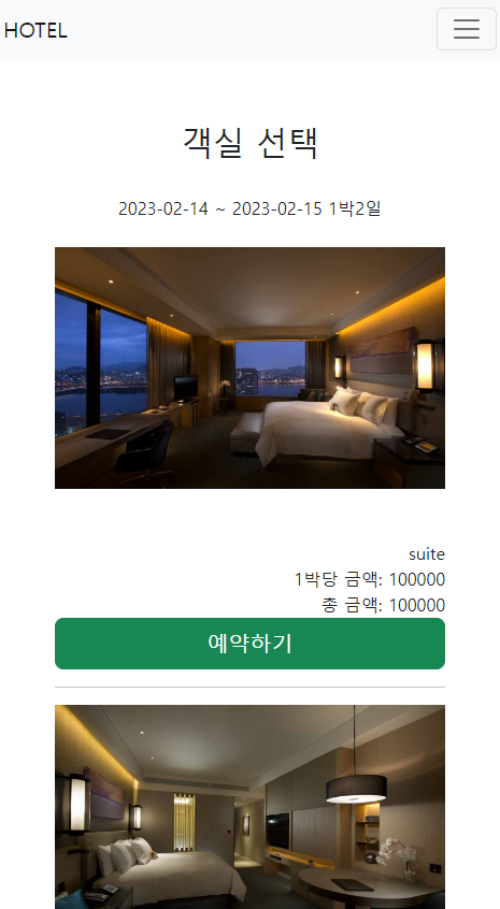 HOTEL
객실 선택
2023-02-14 ~ 2023-02-15 1박2일
suite
1박당 금액: 100000
총 금액: 100000
예약하기